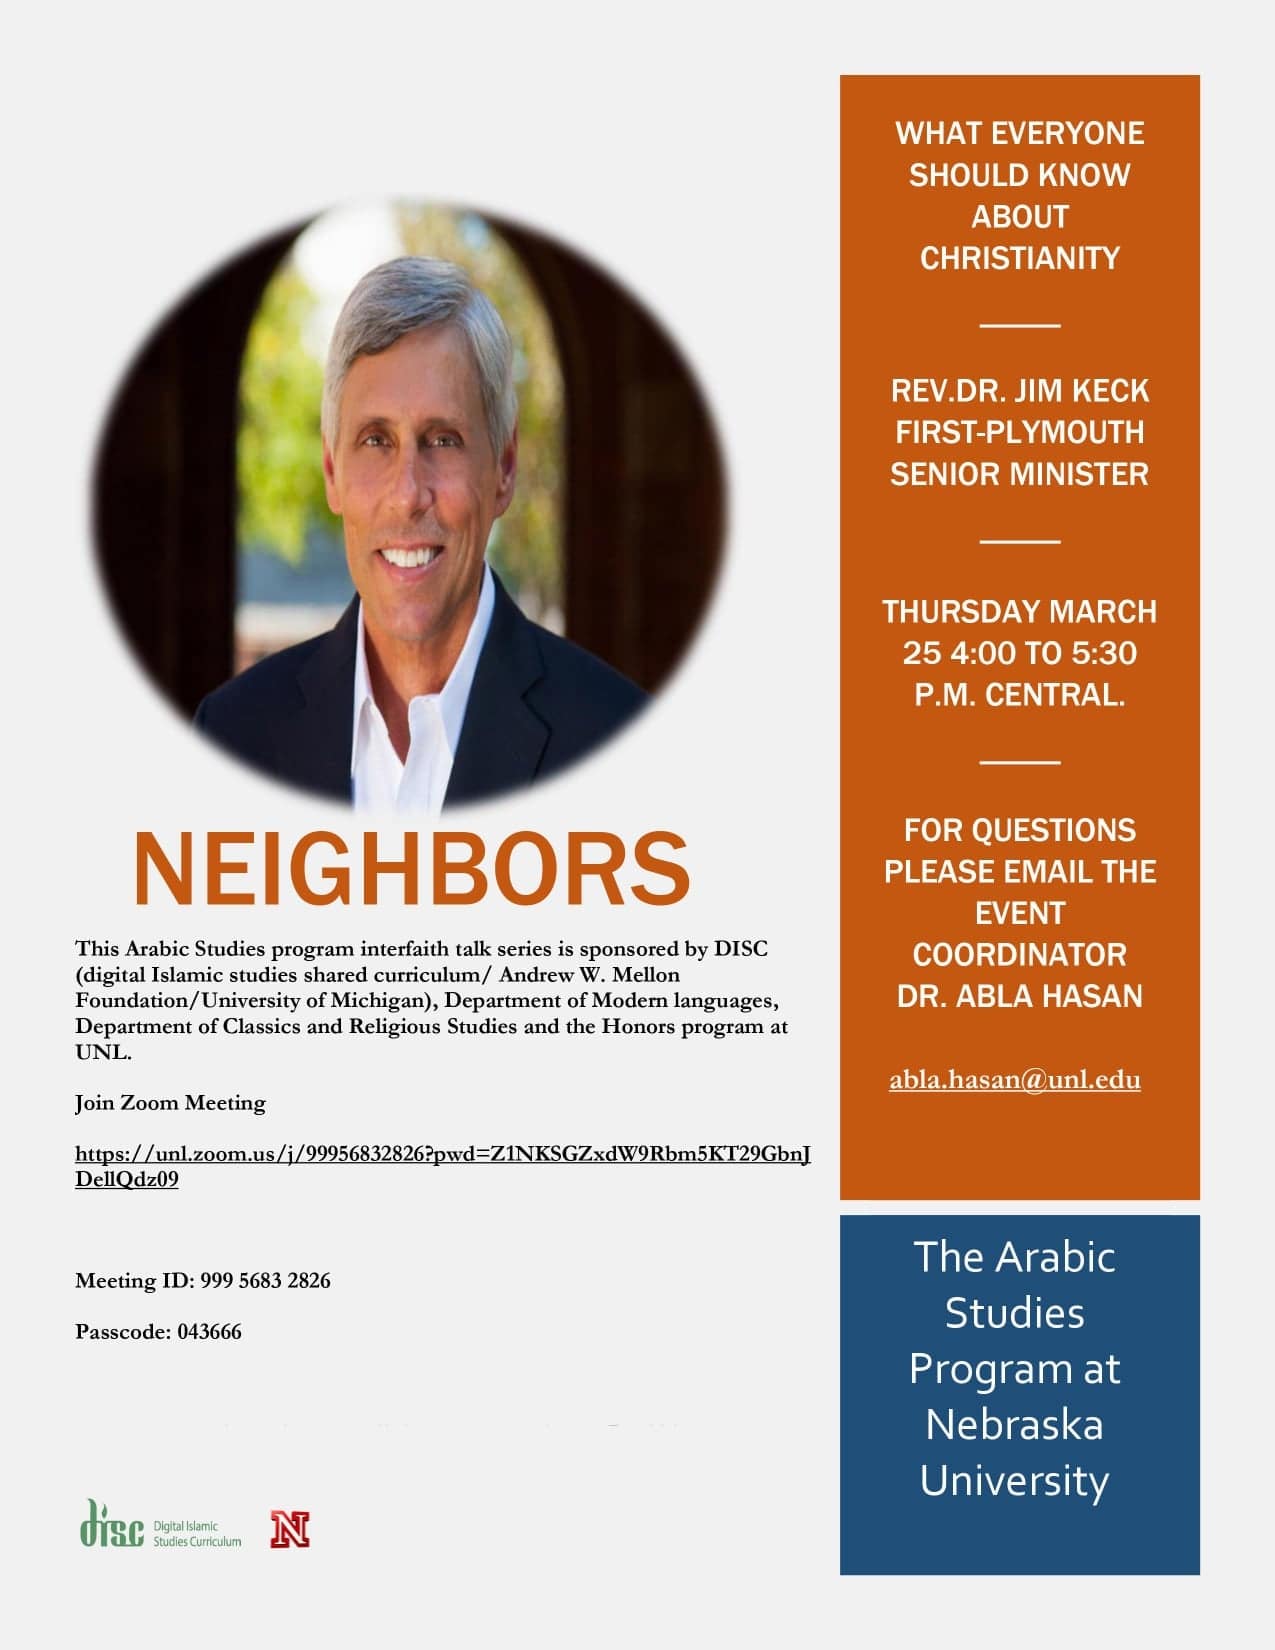 WHAT EVERYONE
SHOULD KNOW
ABOUT
CHRISTIANITY
REV.DR. JIM KECK
FIRST-PLYMOUTH
SENIOR MINISTER
THURSDAY MARCH
25 4:00 TO 5:30
P.M. CENTRAL.
FOR QUESTIONS
PLEASE EMAIL THE
EVENT
COORDINATOR
DR. ABLA HASAN
abla.hasan@unl.edu
NEIGHBORS
This Arabic Studies program interfaith talk series is sponsored by DISC
(digital Islamic studies shared curriculum/ Andrew W. Mellon
Foundation/University of Michigan), Department of Modern languages,
Department of Classics and Religious Studies and the Honors program at
UNL.
Join Zoom Meeting
https://unl.zoom.us/j/99956832826?pwd=Z1NKSGZxdW9Rbm5KT29GbnJ
DellQdz09
Meeting ID: 999 5683 2826
Passcode: 043666
The Arabic
Studies
Program at
Nebraska
University
disc Digital Islamic
Studies Curriculum
N